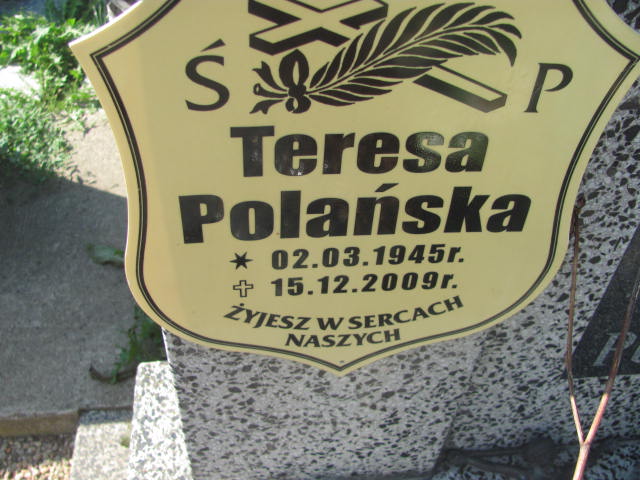 Ś P
Teresa
Polańska
02.03.1945r.
15.12.2009r.
ŻYJESZ W SERCACH
NASZYCH